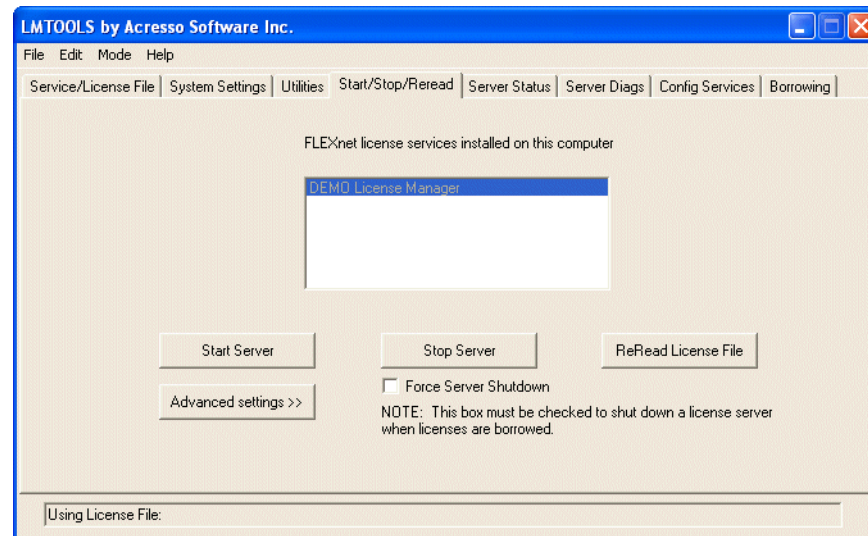 LMTOOLS by Acresso Software Inc.
File Edit Mode Help
Service/License File System Settings Utilities Start/Stop/Reread Server Status Server Diags Config Services Borrowing
FLEXnet license services installed on this computer
DEMO License Manager
Start Server Stop Server ReRead License File
Advanced settings >> Force Server Shutdown
NOTE: This box must be checked to shut down a license server
when licenses are borrowed.
Using License File: